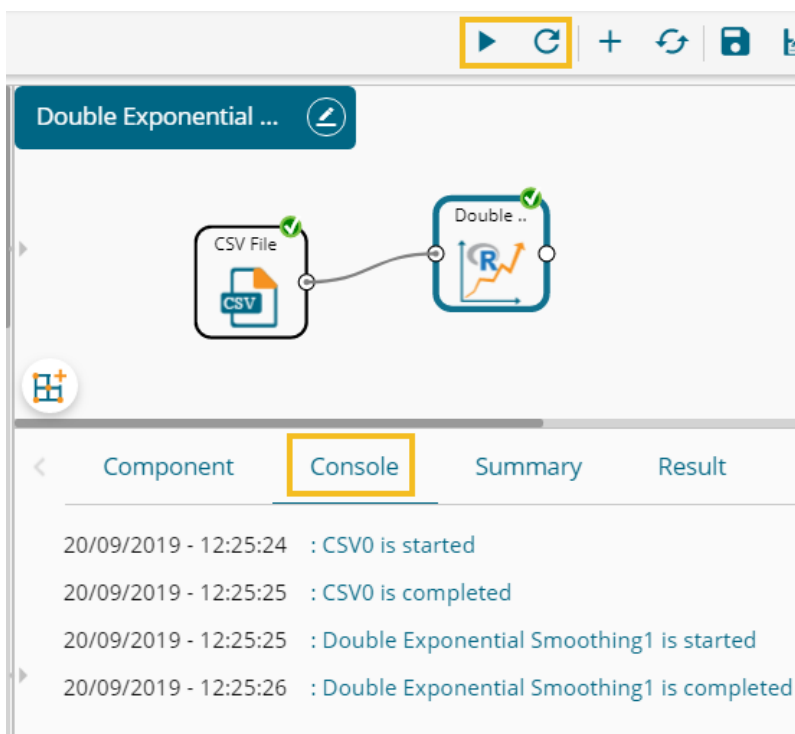 Double Exponential ...
Double ..
CSV File
R
CSV
Component Console Summary Result
20/09/2019 - 12:25:24 : CSV0 is started
20/09/2019 - 12:25:25 : CSV0 is completed
20/09/2019 - 12:25:25 : Double Exponential Smoothing1 is started
20/09/2019 - 12:25:26 : Double Exponential Smoothing1 is completed